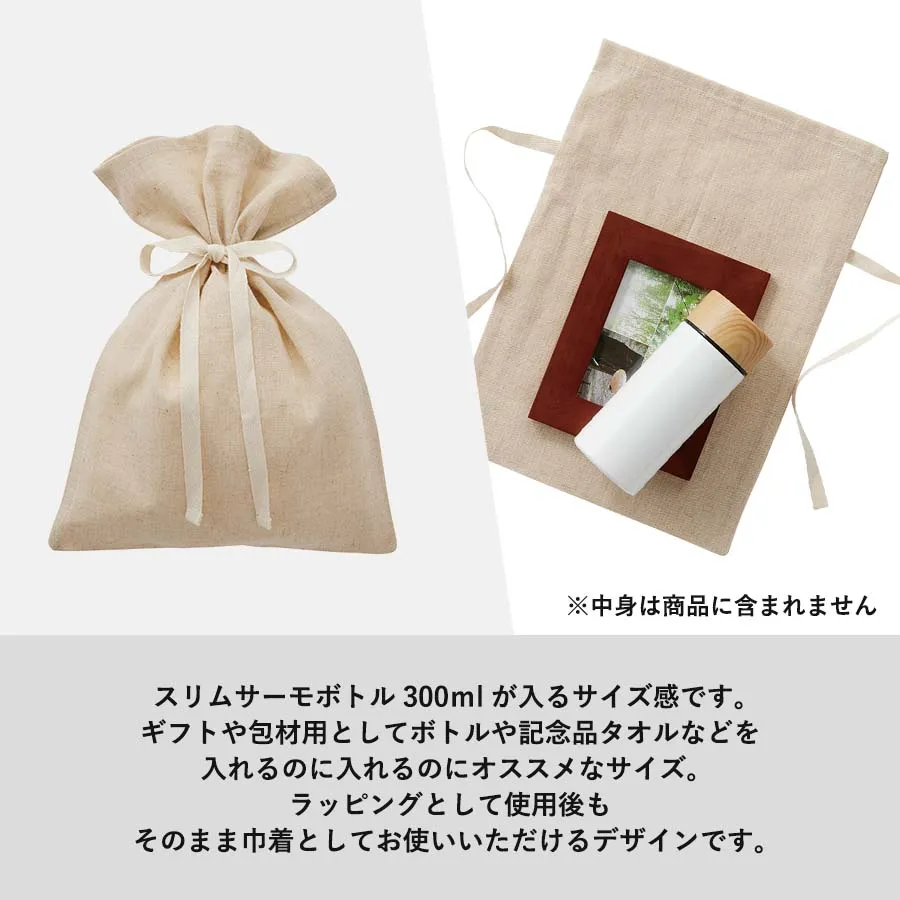 ※中身は商品に含まれません
スリムサーモボトル 300ml が入るサイズ感です。
ギフトや包材用としてボトルや記念品タオルなどを
入れるのに入れるのにオススメなサイズ。
ラッピングとして使用後も
そのまま巾着としてお使いいただけるデザインです。